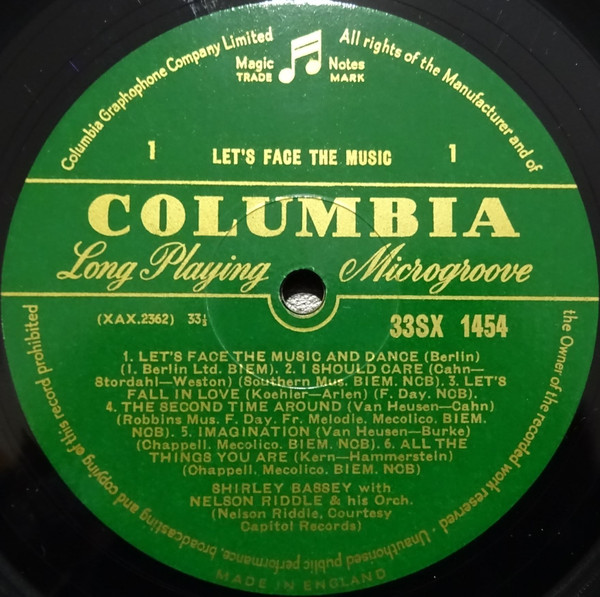 Columbia Graphophone Company Limited
All rights of the Manufacturer and of
the Owner of the recorded work reserved · Unauthorised public performance, broadcasting and copying of this record prohibited
Magic Notes
TRADE MARK
1 LET'S FACE THE MUSIC 1
COLUMBIA
Long Playing Microgroove
(XAX.2362) 33⅓ 33SX 1454
1. LET'S FACE THE MUSIC AND DANCE (Berlin)
(I. Berlin Ltd. BIEM). 2. I SHOULD CARE (Cahn—
Stordahl—Weston) (Southern Mus. BIEM. NCB). 3. LET'S
FALL IN LOVE (Koehler—Arlen) (F. Day. NCB).
4. THE SECOND TIME AROUND (Van Heusen—Cahn)
(Robbins Mus. F. Day. Fr. Melodie. Mecolico. BIEM.
NCB). 5. IMAGINATION (Van Heusen—Burke)
(Chappell. Mecolico. BIEM. NCB). 6. ALL THE
THINGS YOU ARE (Kern—Hammerstein)
(Chappell. Mecolico. BIEM. NCB)
SHIRLEY BASSEY with
NELSON RIDDLE & his Orch.
(Nelson Riddle, Courtesy
Capitol Records)
MADE IN ENGLAND